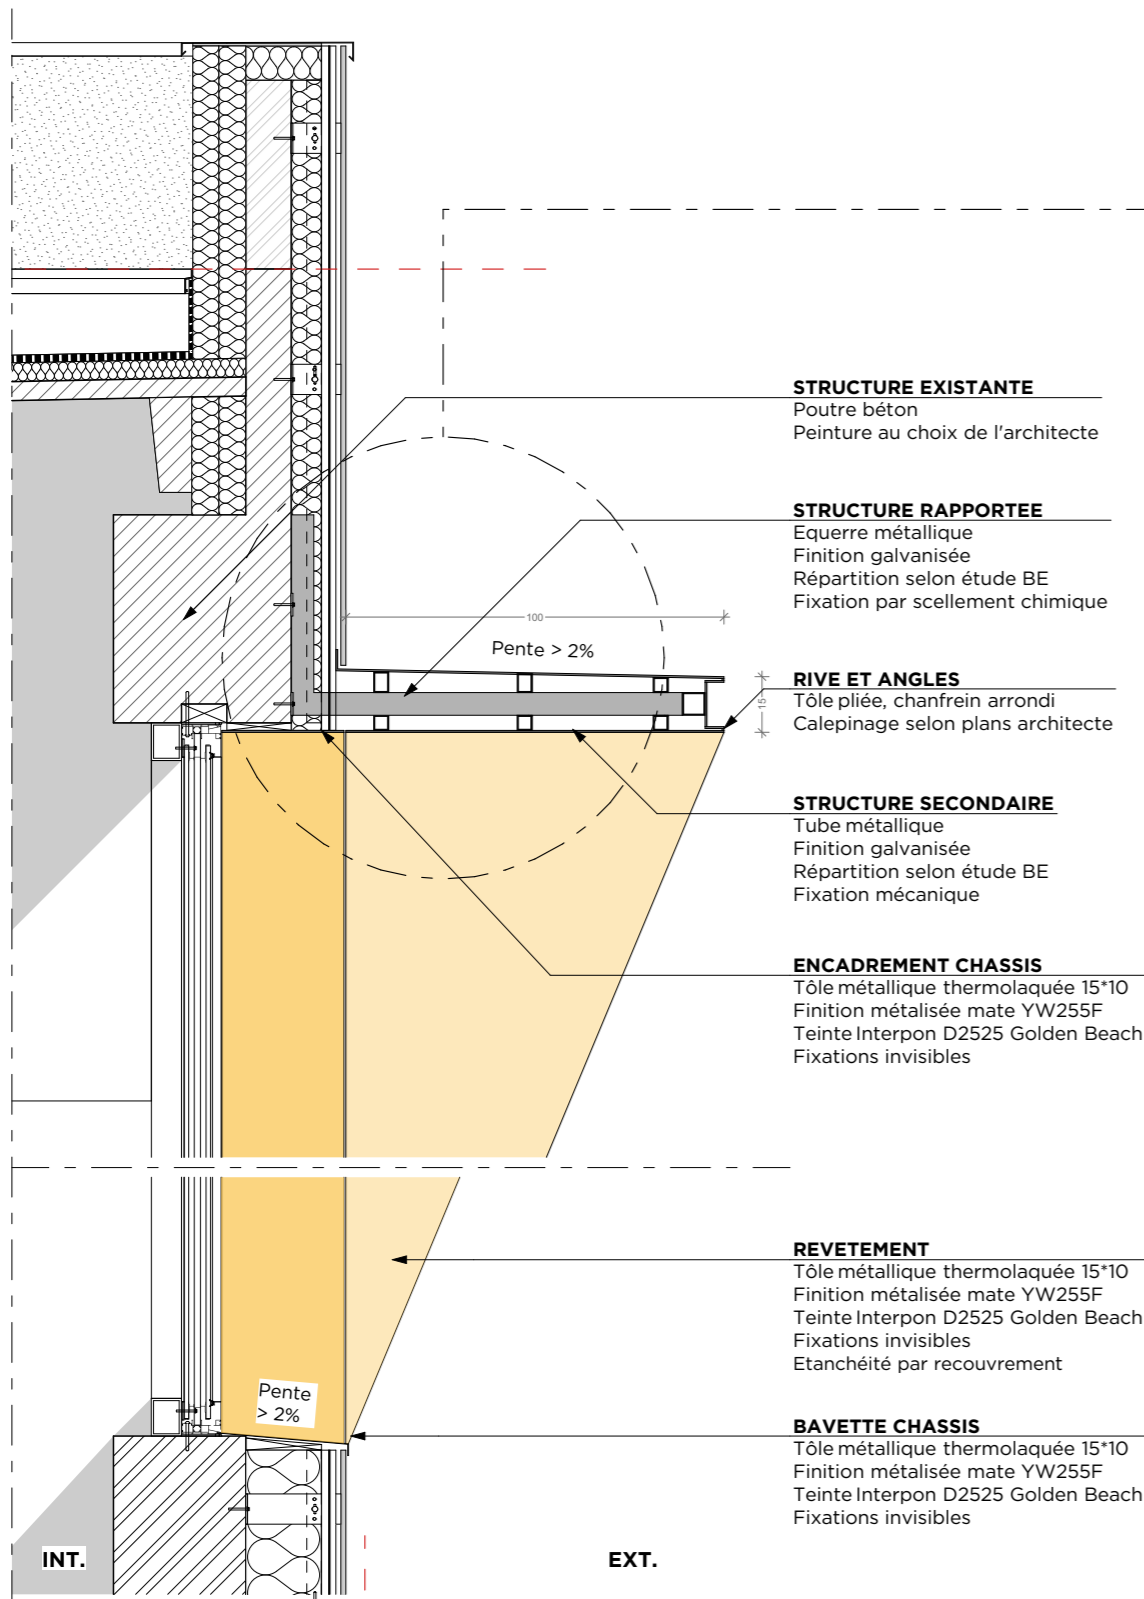 STRUCTURE EXISTANTE
Poutre béton
Peinture au choix de l'architecte
STRUCTURE RAPPORTEE
Equerre métallique
Finition galvanisée
Répartition selon étude BE
Fixation par scellement chimique
100
Pente > 2%
RIVE ET ANGLES
Tôle pliée, chanfrein arrondi
Calepinage selon plans architecte
15
STRUCTURE SECONDAIRE
Tube métallique
Finition galvanisée
Répartition selon étude BE
Fixation mécanique
ENCADREMENT CHASSIS
Tôle métallique thermolaquée 15*10
Finition métalisée mate YW255F
Teinte Interpon D2525 Golden Beach
Fixations invisibles
REVETEMENT
Tôle métallique thermolaquée 15*10
Finition métalisée mate YW255F
Teinte Interpon D2525 Golden Beach
Fixations invisibles
Etanchéité par recouvrement
Pente
> 2%
BAVETTE CHASSIS
Tôle métallique thermolaquée 15*10
Finition métalisée mate YW255F
Teinte Interpon D2525 Golden Beach
Fixations invisibles
INT.
EXT.